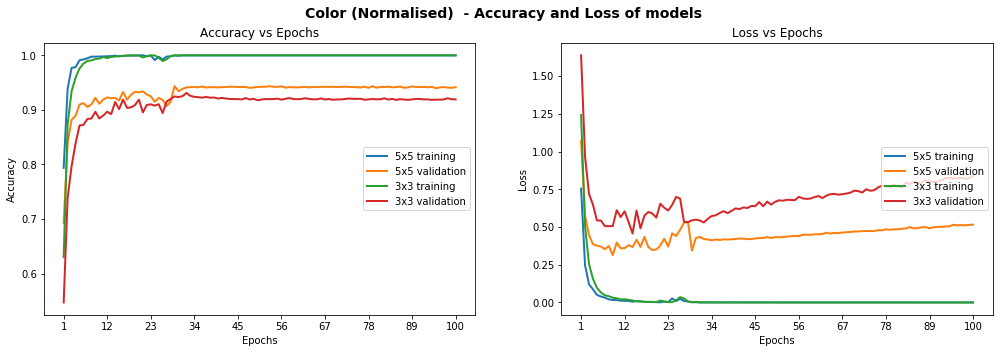 Color (Normalised)  - Accuracy and Loss of models
Accuracy vs Epochs
Accuracy
1.0
0.9
0.8
0.7
0.6
5x5 training
5x5 validation
3x3 training
3x3 validation
1 12 23 34 45 56 67 78 89 100
Epochs
Loss vs Epochs
Loss
1.50
1.25
1.00
0.75
0.50
0.25
0.00
5x5 training
5x5 validation
3x3 training
3x3 validation
1 12 23 34 45 56 67 78 89 100
Epochs